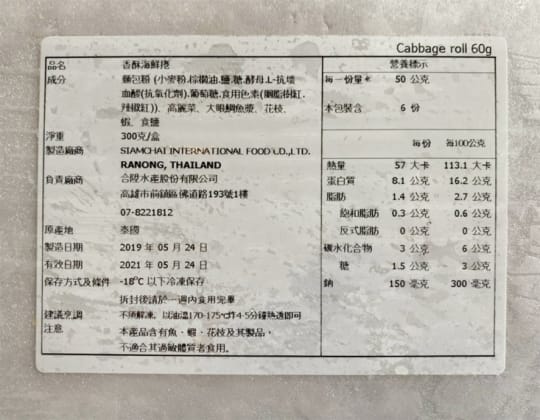 Cabbage roll 60g
品名 香酥海鮮捲
成分 麵包粉 (小麥粉.棕櫚油.鹽.糖.酵母.L-抗壞
血酸(抗氧化劑).葡萄糖.食用色素(胭脂樹紅.
辣椒紅))、高麗菜、大眼鯛魚漿、花枝、
蝦、食鹽
淨重 300克/盒
製造廠商 SIAMCHAI INTERNATIONAL FOOD CO.,LTD.
RANONG, THAILAND
負責廠商 合毆水產股份有限公司
高雄市前鎮區佛道路193號1樓
07-8221812
原產地 泰國
製造日期 2019 年 05 月 24 日
有效日期 2021 年 05 月 24 日
保存方式及條件 -18℃ 以下冷凍保存
拆封後請於一週內食用完畢
建議烹調 不須解凍，以油溫170-175℃炸4-5分鐘熟透即可
注意 本產品含有魚、蝦、花枝及其製品，
不適合其過敏體質者食用。
營養標示
每一份量 50 公克
本包裝含 6 份
每份 每100公克
熱量 57 大卡 113.1 大卡
蛋白質 8.1 公克 16.2 公克
脂肪 1.4 公克 2.7 公克
飽和脂肪 0.3 公克 0.6 公克
反式脂肪 0 公克 0 公克
碳水化合物 3 公克 6 公克
糖 1.5 公克 3 公克
鈉 150 毫克 300 毫克